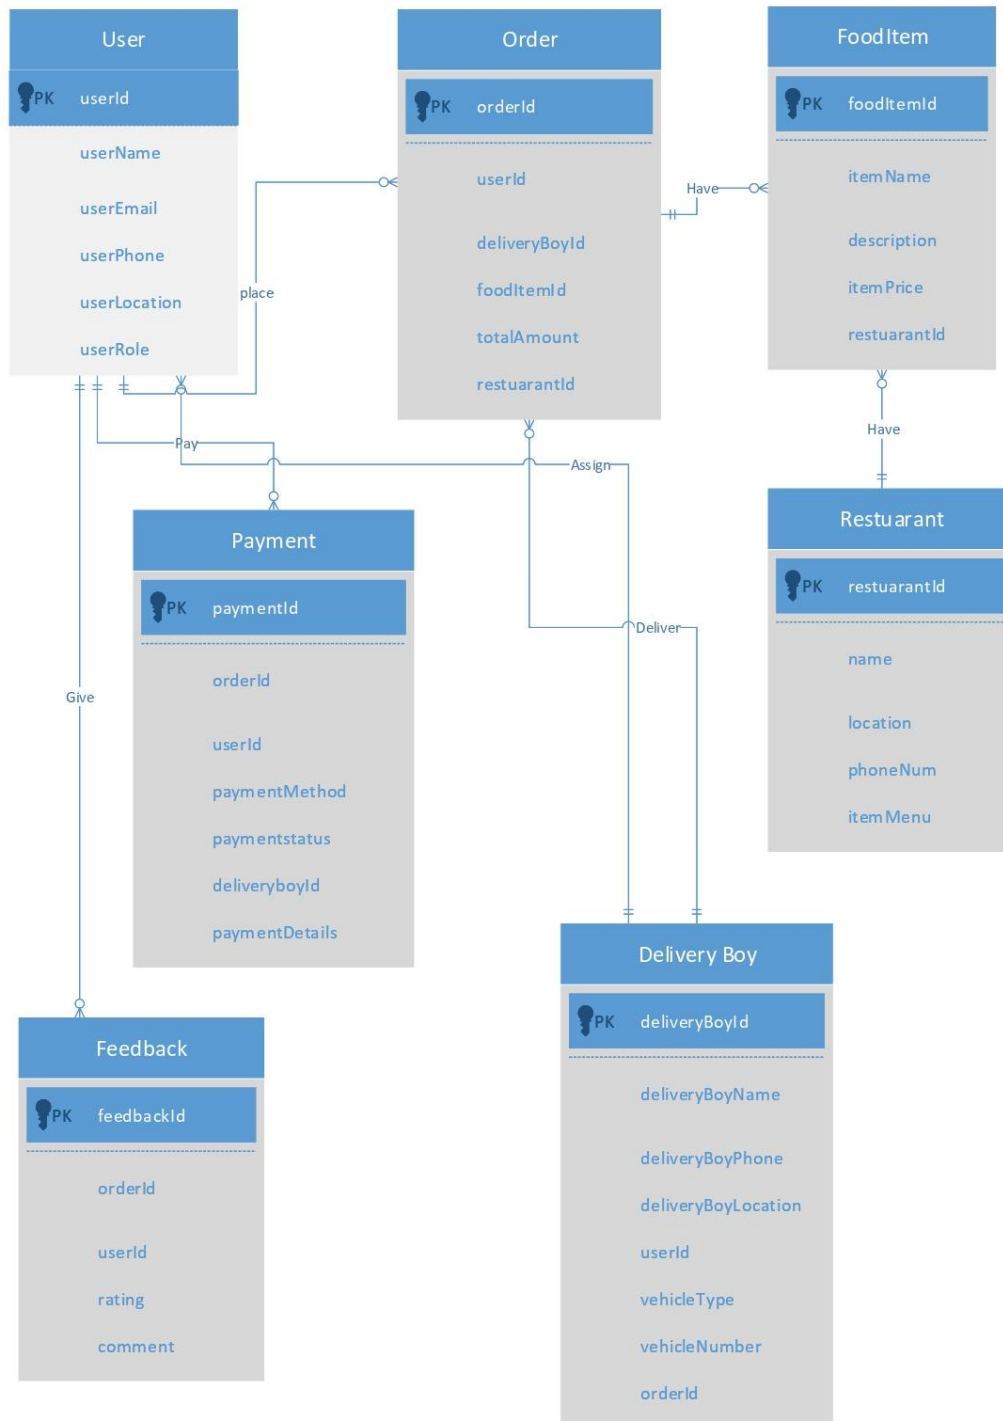 User
PK userId
userName
userEmail
userPhone
userLocation
userRole
Order
PK orderId
userId
deliveryBoyId
foodItemId
totalAmount
restuarantId
FoodItem
PK foodItemId
itemName
description
itemPrice
restuarantId
Have
place
Have
Pay
Assign
Payment
PK paymentId
orderId
userId
paymentMethod
paymentstatus
deliveryboyId
paymentDetails
Restuarant
PK restuarantId
name
location
phoneNum
itemMenu
Deliver
Give
Delivery Boy
PK deliveryBoyId
deliveryBoyName
deliveryBoyPhone
deliveryBoyLocation
userId
vehicleType
vehicleNumber
orderId
Feedback
PK feedbackId
orderId
userId
rating
comment